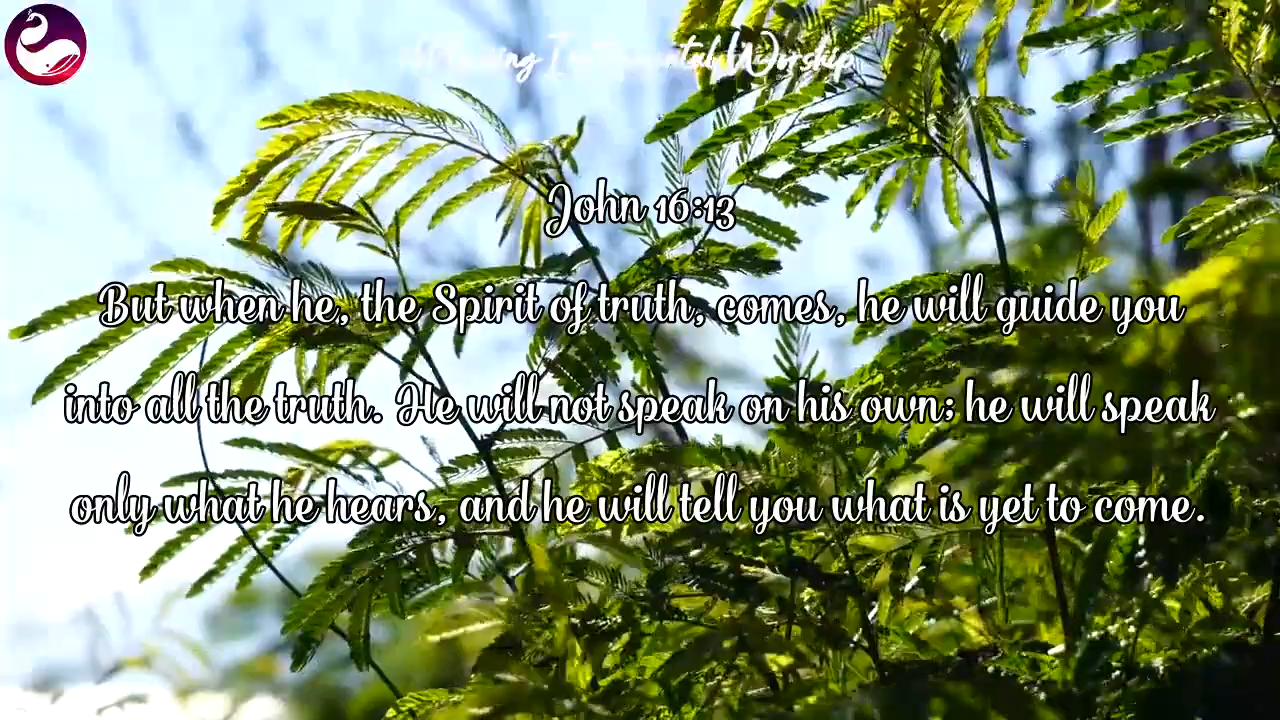 Worship
John 16:13
But when he, the Spirit of truth, comes, he will guide you
into all the truth. He will not speak on his own; he will speak
only what he hears, and he will tell you what is yet to come.